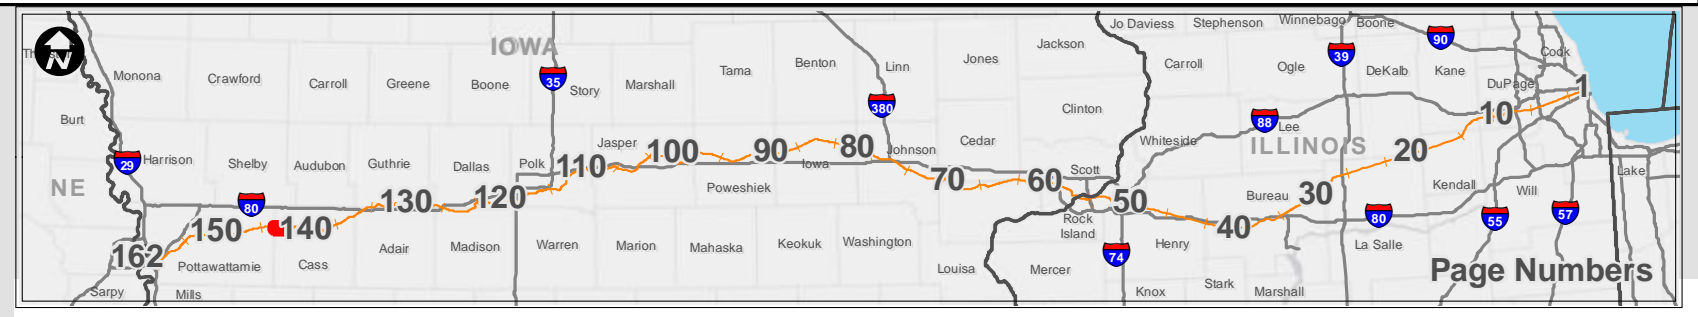 Jo Daviess
Stephenson
Winnebago
Boone
IOWA
Jackson
90
Cook
N
39
Th
Monona
Crawford
Carroll
Greene
Boone
35
Story
Marshall
Tama
Benton
Linn
Jones
Carroll
Ogle
DeKalb
Kane
DuPage
1
380
Clinton
10
Burt
88
Lee
Whiteside
ILLINOIS
29
Harrison
Shelby
Audubon
Guthrie
Dallas
Polk
110
Jasper
100
90
Iowa
80
Johnson
Cedar
Scott
20
NE
80
130
120
Poweshiek
70
60
50
Bureau
30
Kendall
Will
Lake
150
140
Rock
Island
40
80
55
57
162
Pottawattamie
Cass
Adair
Madison
Warren
Marion
Mahaska
Keokuk
Washington
Louisa
Mercer
74
Henry
La Salle
Page Numbers
Sarpy
Mills
Knox
Stark
Marshall